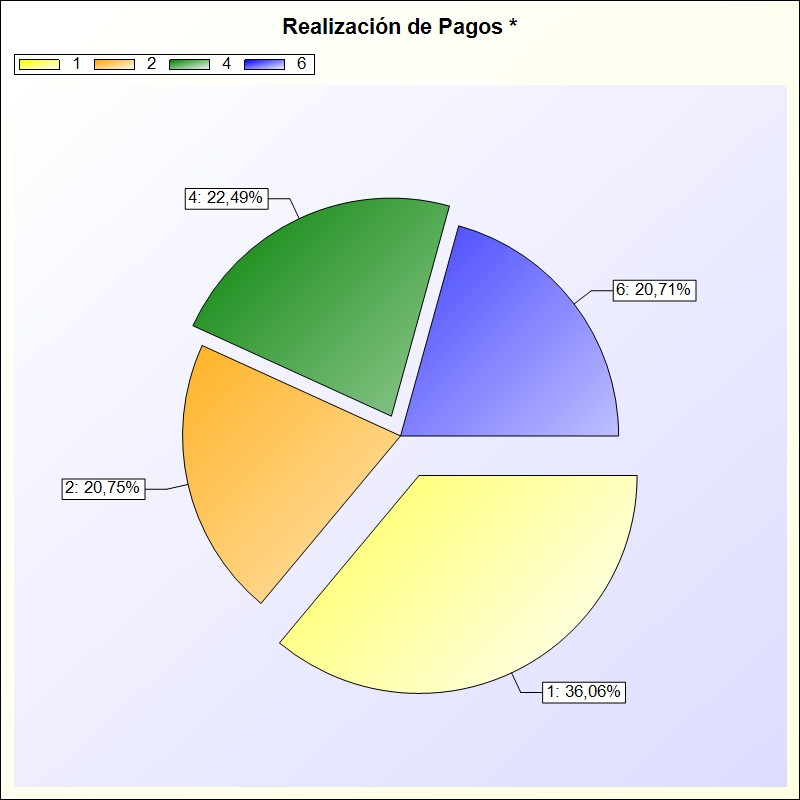 Realización de Pagos *
1 2 4 6
4: 22,49%
6: 20,71%
2: 20,75%
1: 36,06%